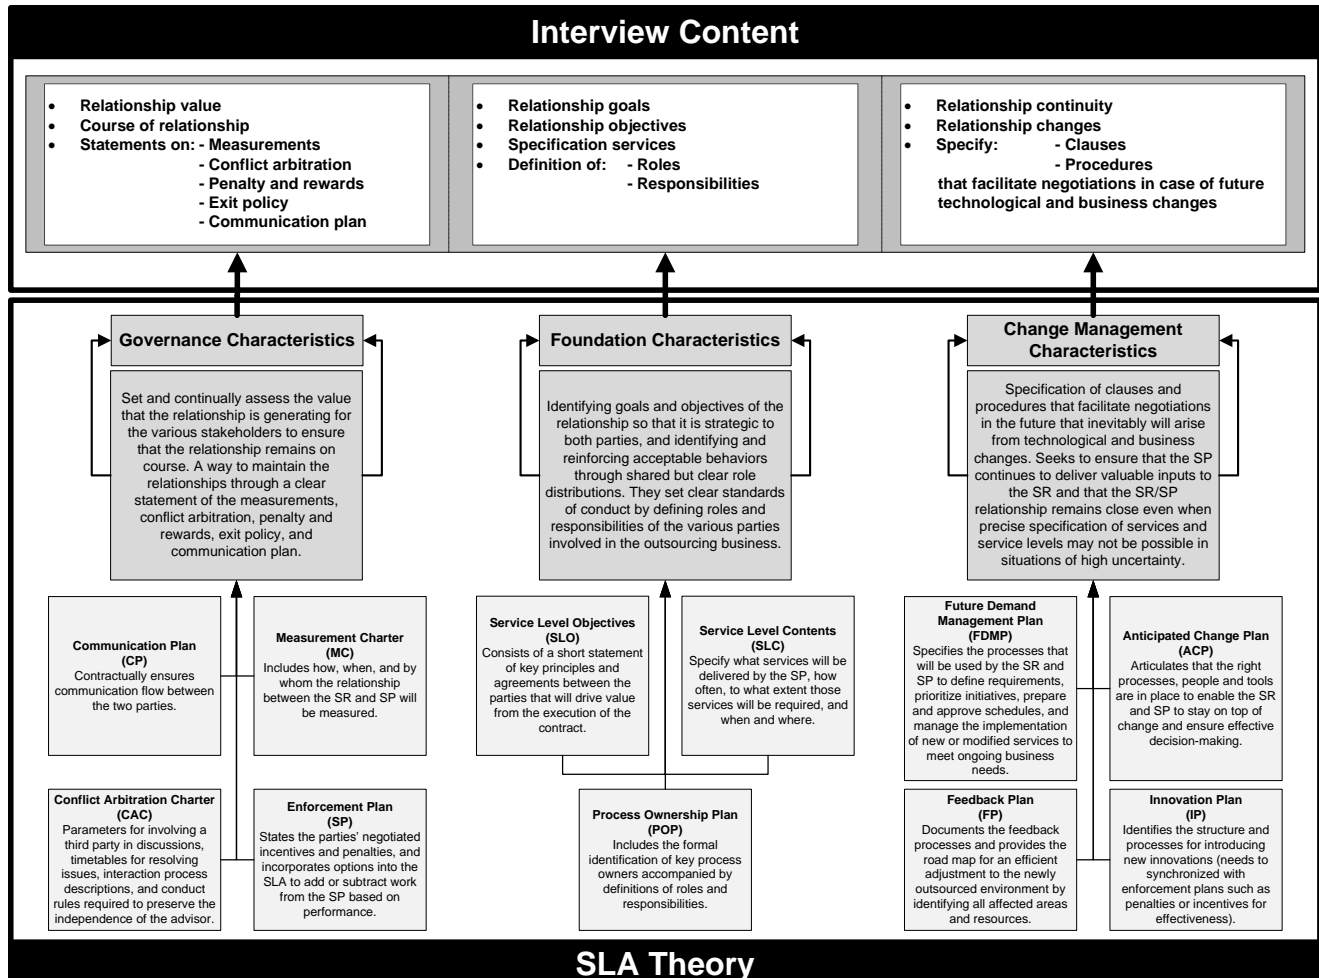 Interview Content
• Relationship value
• Course of relationship
• Statements on: - Measurements
- Conflict arbitration
- Penalty and rewards
- Exit policy
- Communication plan
• Relationship goals
• Relationship objectives
• Specification services
• Definition of: - Roles
- Responsibilities
• Relationship continuity
• Relationship changes
• Specify: - Clauses
- Procedures
that facilitate negotiations in case of future
technological and business changes
Governance Characteristics
Set and continually assess the value
that the relationship is generating for
the various stakeholders to ensure
that the relationship remains on
course. A way to maintain the
relationships through a clear
statement of the measurements,
conflict arbitration, penalty and
rewards, exit policy, and
communication plan.
Foundation Characteristics
Identifying goals and objectives of the
relationship so that it is strategic to
both parties, and identifying and
reinforcing acceptable behaviors
through shared but clear role
distributions. They set clear standards
of conduct by defining roles and
responsibilities of the various parties
involved in the outsourcing business.
Change Management
Characteristics
Specification of clauses and
procedures that facilitate negotiations
in the future that inevitably will arise
from technological and business
changes. Seeks to ensure that the SP
continues to deliver valuable inputs to
the SR and that the SR/SP
relationship remains close even when
precise specification of services and
service levels may not be possible in
situations of high uncertainty.
Communication Plan
(CP)
Contractually ensures
communication flow between
the two parties.
Measurement Charter
(MC)
Includes how, when, and by
whom the relationship
between the SR and SP will
be measured.
Conflict Arbitration Charter
(CAC)
Parameters for involving a
third party in discussions,
timetables for resolving
issues, interaction process
descriptions, and conduct
rules required to preserve the
independence of the advisor.
Enforcement Plan
(SP)
States the parties' negotiated
incentives and penalties, and
incorporates options into the
SLA to add or subtract work
from the SP based on
performance.
Service Level Objectives
(SLO)
Consists of a short statement
of key principles and
agreements between the
parties that will drive value
from the execution of the
contract.
Service Level Contents
(SLC)
Specify what services will be
delivered by the SP, how
often, to what extent those
services will be required, and
when and where.
Process Ownership Plan
(POP)
Includes the formal
identification of key process
owners accompanied by
definitions of roles and
responsibilities.
Future Demand
Management Plan
(FDMP)
Specifies the processes that
will be used by the SR and
SP to define requirements,
prioritize initiatives, prepare
and approve schedules, and
manage the implementation
of new or modified services to
meet ongoing business
needs.
Anticipated Change Plan
(ACP)
Articulates that the right
processes, people and tools
are in place to enable the SR
and SP to stay on top of
change and ensure effective
decision-making.
Feedback Plan
(FP)
Documents the feedback
processes and provides the
road map for an efficient
adjustment to the newly
outsourced environment by
identifying all affected areas
and resources.
Innovation Plan
(IP)
Identifies the structure and
processes for introducing
new innovations (needs to
synchronized with
enforcement plans such as
penalties or incentives for
effectiveness).
SLA Theory